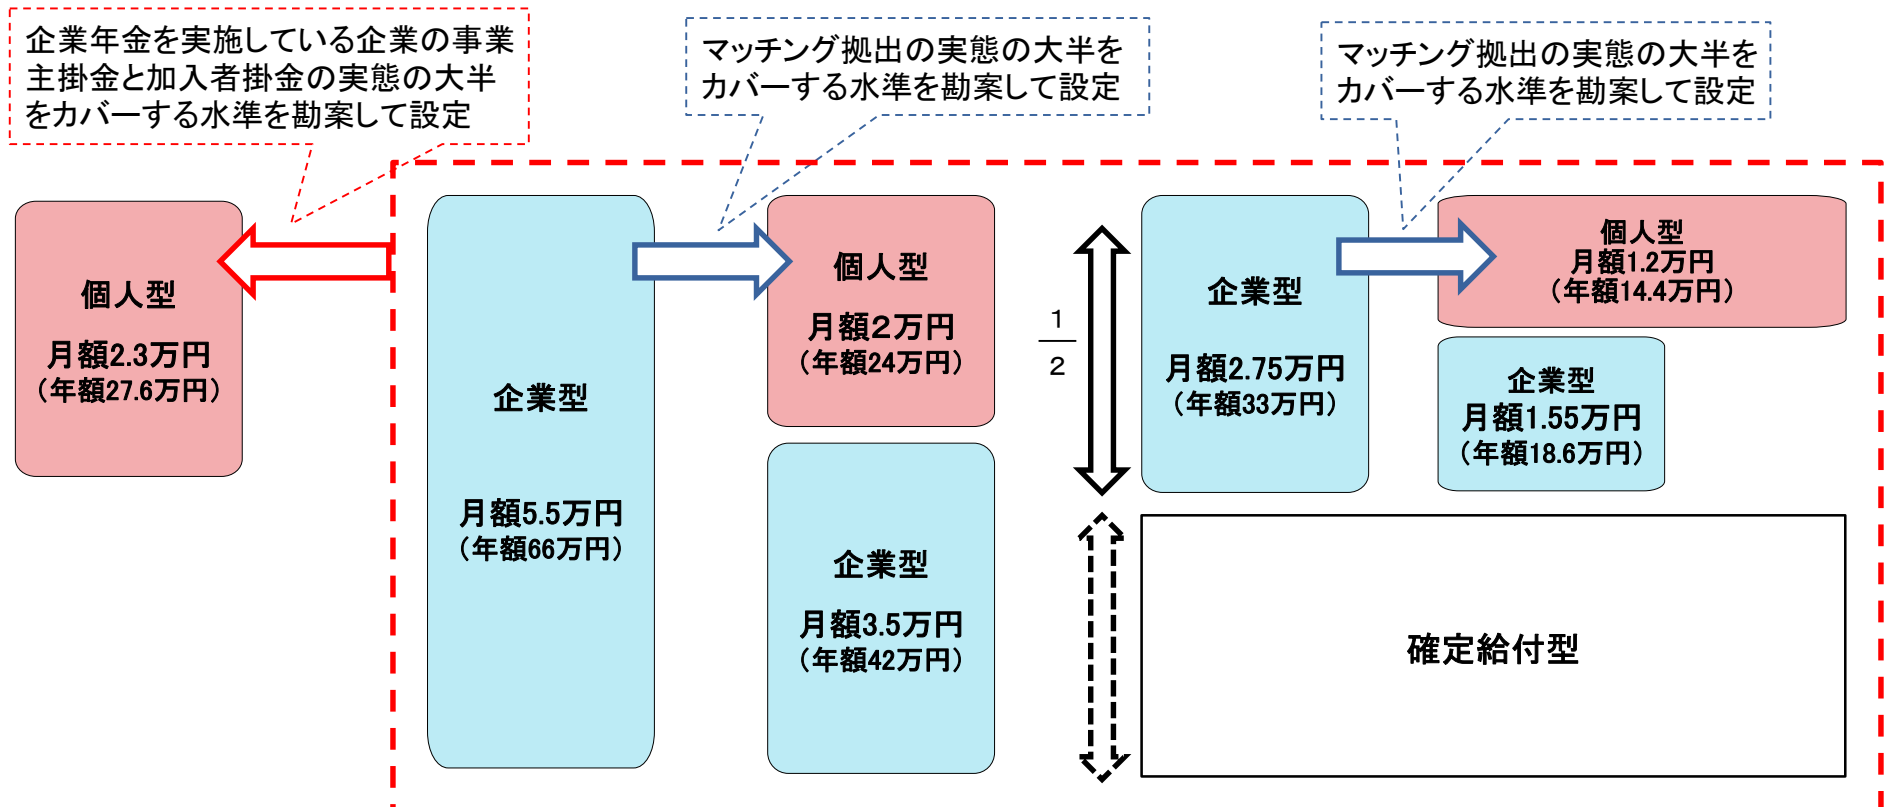 企業年金を実施している企業の事業
主掛金と加入者掛金の実態の大半
をカバーする水準を勘案して設定
マッチング拠出の実態の大半を
カバーする水準を勘案して設定
マッチング拠出の実態の大半を
カバーする水準を勘案して設定
個人型
月額2.3万円
（年額27.6万円）
企業型
月額5.5万円
（年額66万円）
個人型
月額2万円
（年額24万円）
企業型
月額3.5万円
（年額42万円）
1
2
企業型
月額2.75万円
（年額33万円）
個人型
月額1.2万円
（年額14.4万円）
企業型
月額1.55万円
（年額18.6万円）
確定給付型